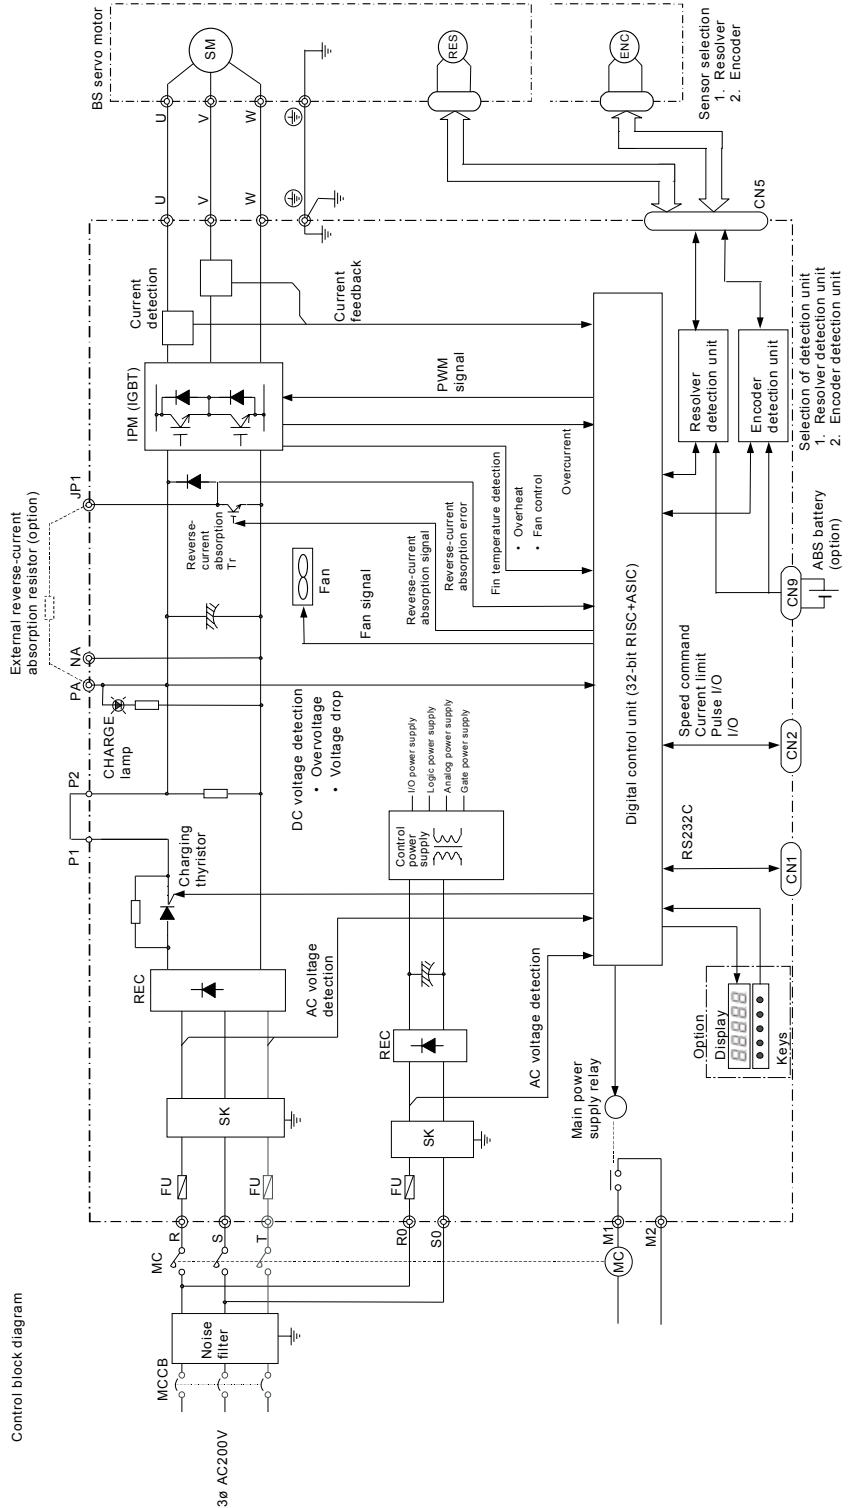 Control block diagram
3ø AC200V
MCCB
Noise
filter
MC
R
S
T
FU
FU
SK
REC
Charging
thyristor
AC voltage
detection
P1
P2
CHARGE
lamp
PA
NA
External reverse-current
absorption resistor (option)
JP1
DC voltage detection
• Overvoltage
• Voltage drop
Reverse-
current
absorption
Tr
IPM (IGBT)
Current
detection
Current
feedback
U
V
W
U
V
W
BS servo motor
SM
RES
ENC
Sensor selection
1. Resolver
2. Encoder
R0
S0
FU
SK
REC
AC voltage detection
Control
power
supply
I/O power supply
Logic power supply
Analog power supply
Gate power supply
Fan
Fan signal
Reverse-current
absorption signal
Reverse-current
absorption error
Fin temperature detection
• Overheat
• Fan control
Overcurrent
PWM
signal
Digital control unit (32-bit RISC+ASIC)
M1
M2
MC
Main power
supply relay
Option
Display
88888
Keys
RS232C
CN1
Speed command
Current limit
Pulse I/O
I/O
CN2
CN9
ABS battery
(option)
Resolver
detection unit
Encoder
detection unit
Selection of detection unit
1. Resolver detection unit
2. Encoder detection unit
CN5